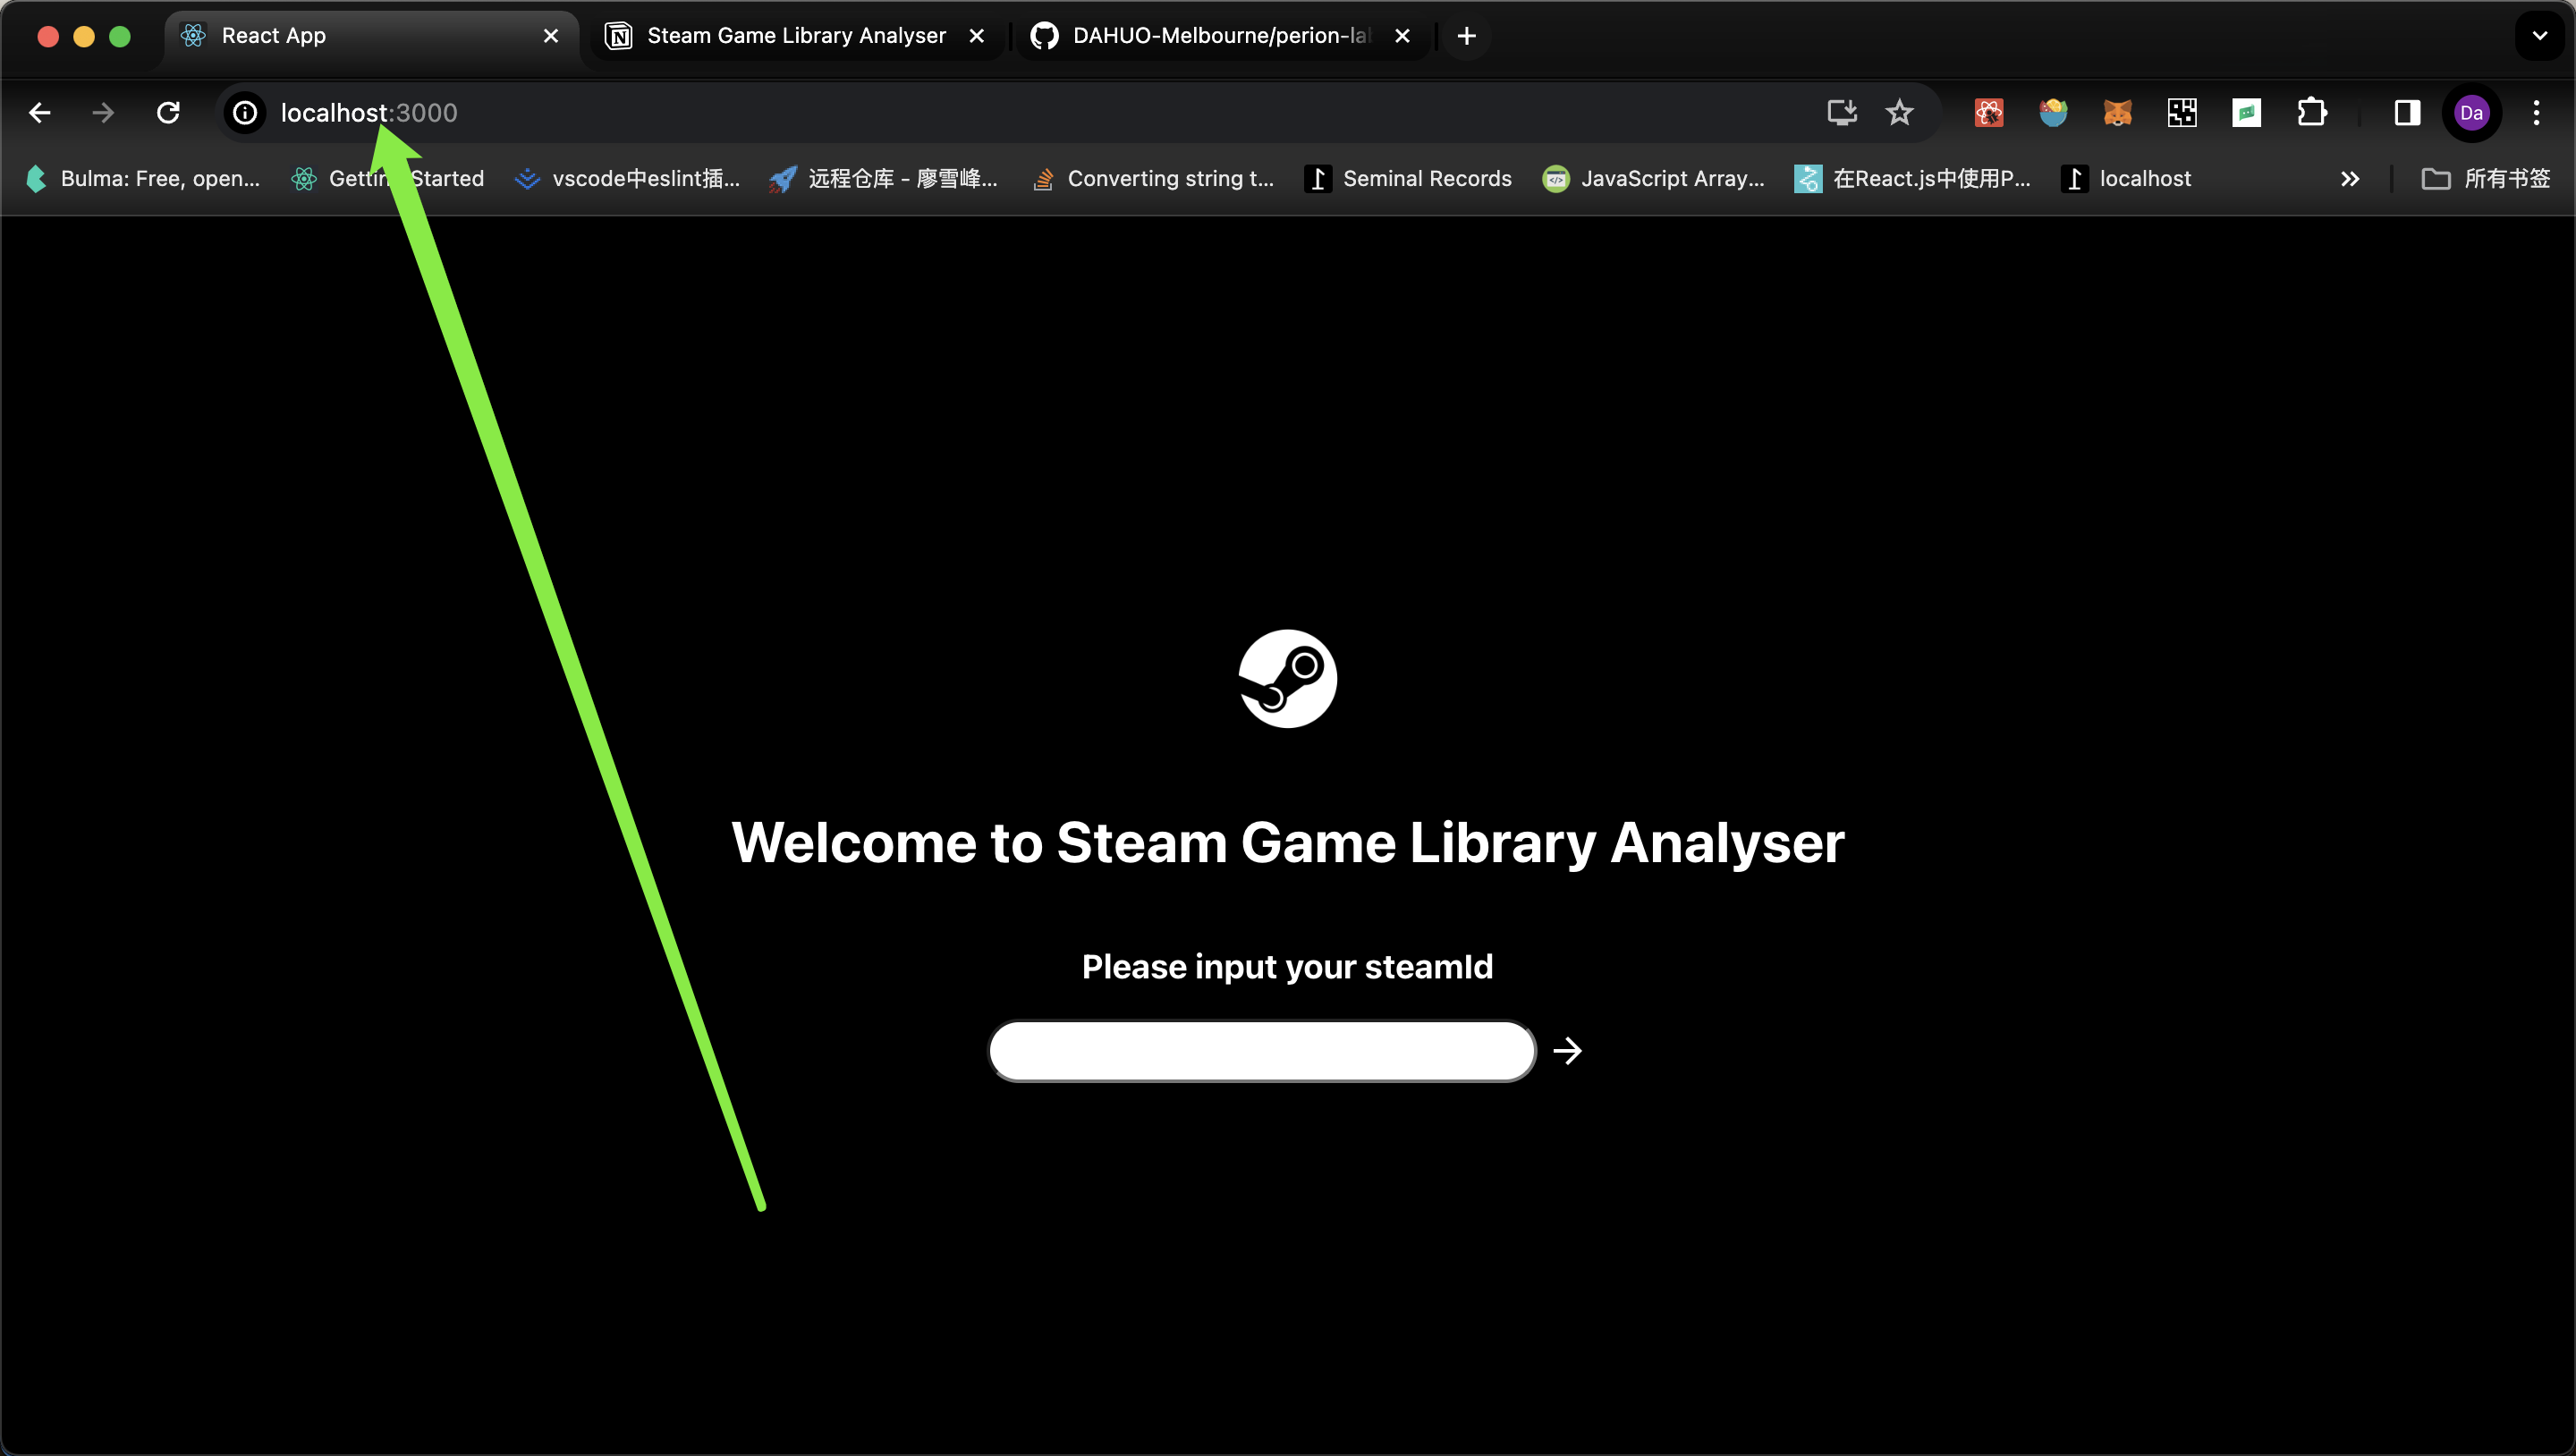 React App
Steam Game Library Analyser
DAHUO-Melbourne/perion-la
localhost:3000
Da
Bulma: Free, open...
Getting Started
vscode中eslint插...
远程仓库 - 廖雪峰...
Converting string t...
Seminal Records
JavaScript Array...
在React.js中使用P...
localhost
所有书签
Welcome to Steam Game Library Analyser
Please input your steamId